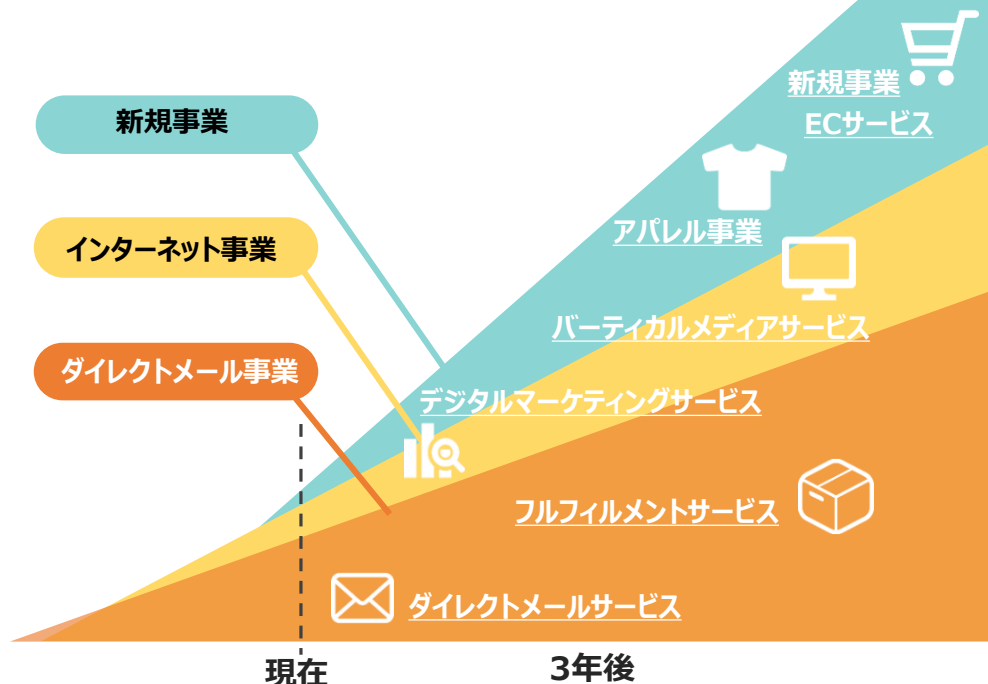 新規事業
ECサービス
新規事業
アパレル事業
インターネット事業
バーティカルメディアサービス
ダイレクトメール事業
デジタルマーケティングサービス
フルフィルメントサービス
ダイレクトメールサービス
現在
3年後